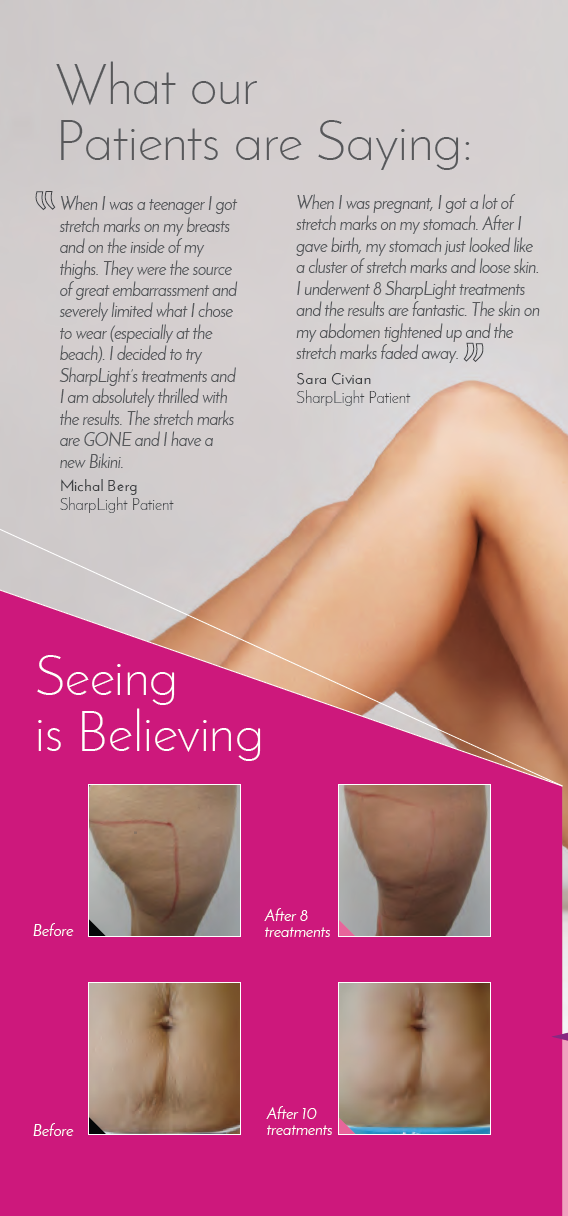 What our
Patients are Saying:
When I was a teenager I got
stretch marks on my breasts
and on the inside of my
thighs. They were the source
of great embarrassment and
severely limited what I chose
to wear (especially at the
beach). I decided to try
SharpLight's treatments and
I am absolutely thrilled with
the results. The stretch marks
are GONE and I have a
new Bikini.
Michal Berg
SharpLight Patient
When I was pregnant, I got a lot of
stretch marks on my stomach. After I
gave birth, my stomach just looked like
a cluster of stretch marks and loose skin.
I underwent 8 SharpLight treatments
and the results are fantastic. The skin on
my abdomen tightened up and the
stretch marks faded away.
Sara Civian
SharpLight Patient
Seeing
is Believing
Before
After 8
treatments
Before
After 10
treatments